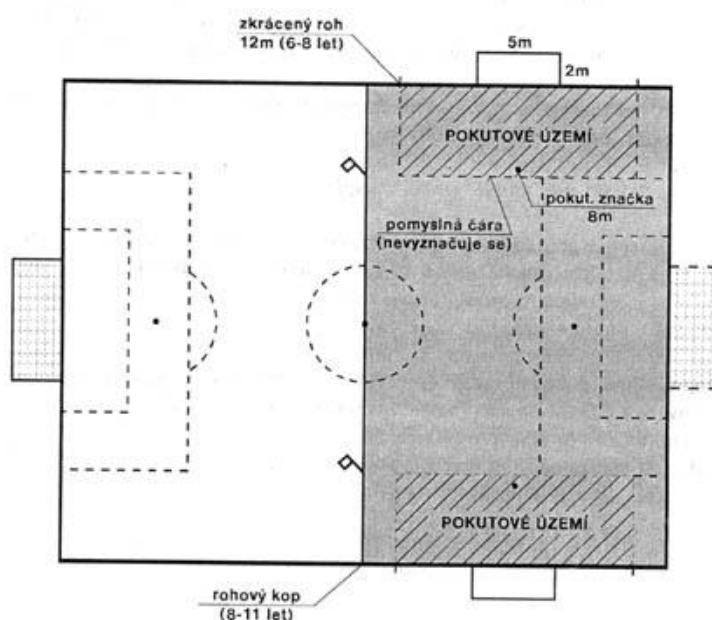 zkrácený roh
12m (6-8 let)
5m
2m
POKUTOVÉ ÚZEMÍ
pokut. značka
8m
pomyslná čára
(nevyznačuje se)
POKUTOVÉ ÚZEMÍ
rohový kop
(8-11 let)